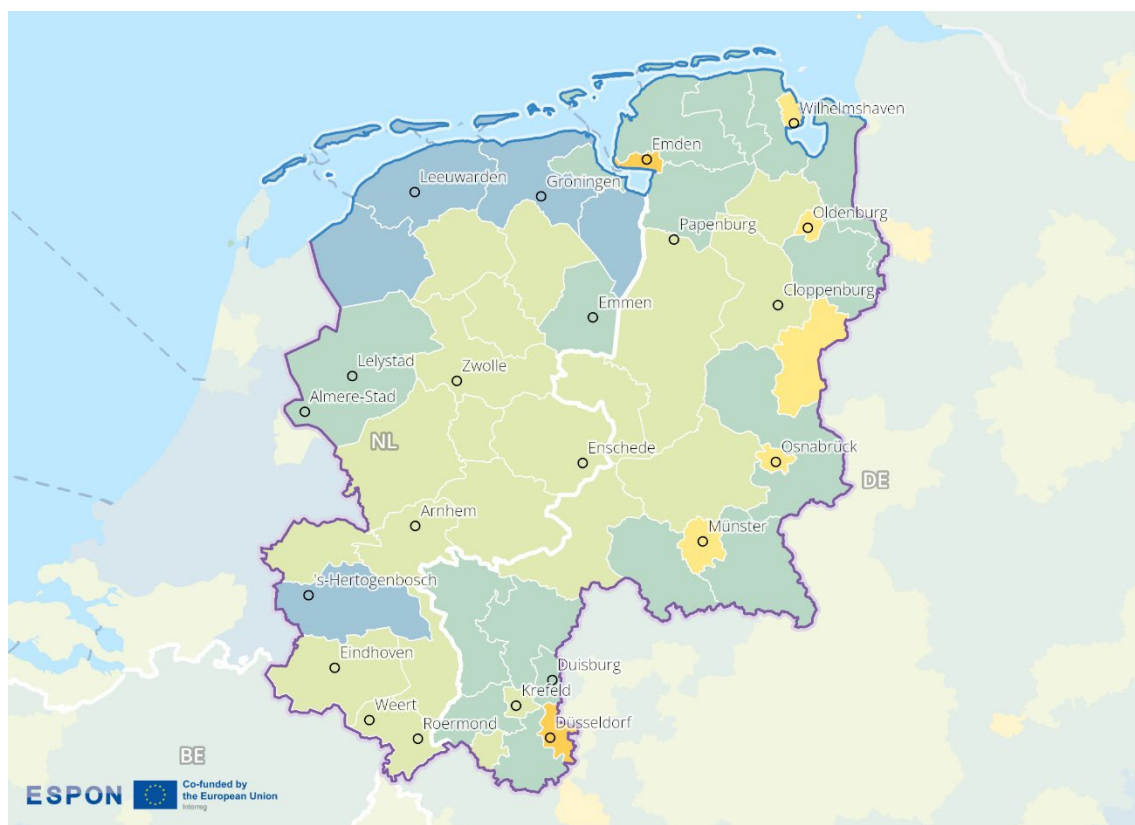 Wilhelmshaven
Emden
Leeuwarden
Groningen
Oldenburg
Papenburg
Cloppenburg
Emmen
Lelystad
Zwolle
Almere-Stad
NL
Enschede
Osnabrück
DE
Arnhem
Münster
's-Hertogenbosch
Eindhoven
Duisburg
Krefeld
Weert
Roermond
Düsseldorf
BE
ESPON
Co-funded by
the European Union
Interreg